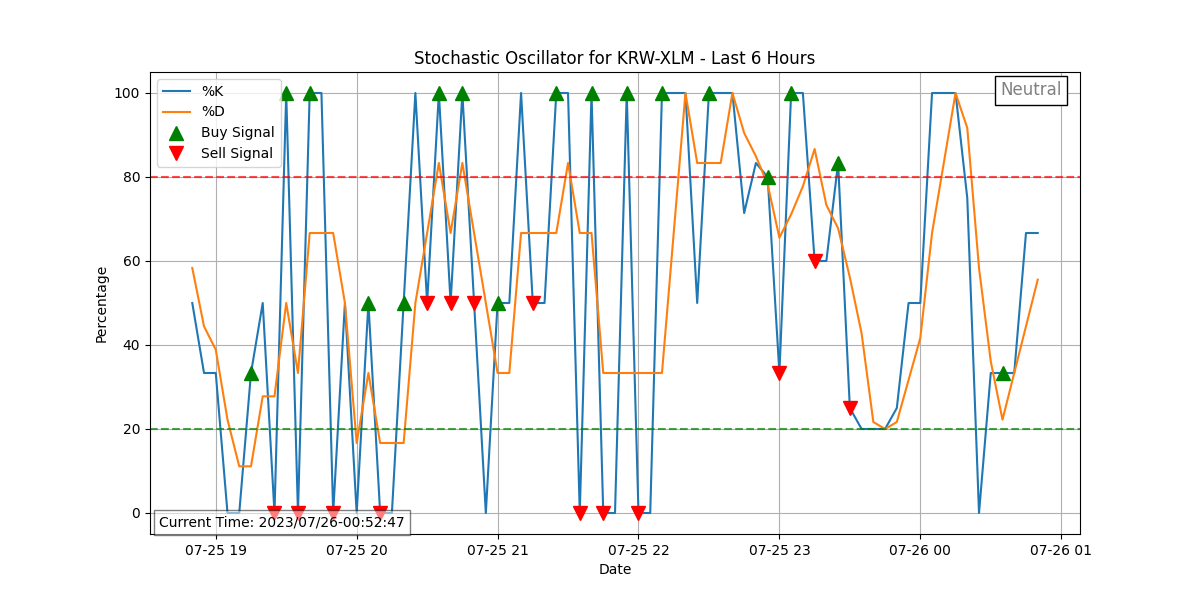 Stochastic Oscillator for KRW-XLM - Last 6 Hours
%K
%D
Buy Signal
Sell Signal
Neutral
100
80
60
40
20
0
Percentage
Current Time: 2023/07/26-00:52:47
07-25 19
07-25 20
07-25 21
07-25 22
07-25 23
07-26 00
07-26 01
Date